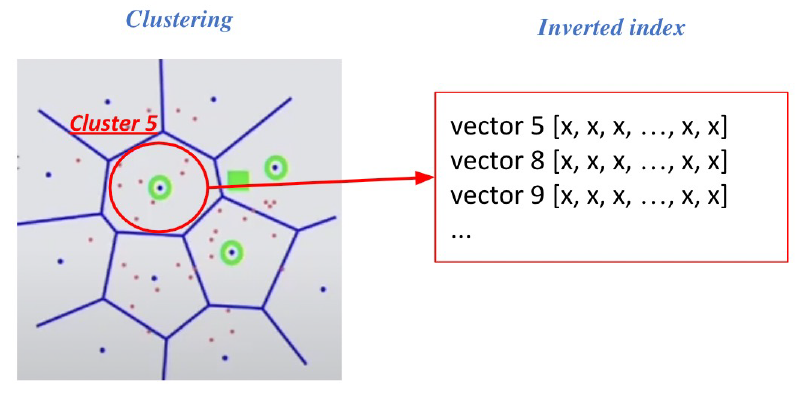 Clustering
Inverted index
Cluster 5
vector 5 [x, x, x, ..., x, x]
vector 8 [x, x, x, ..., x, x]
vector 9 [x, x, x, ..., x, x]
...